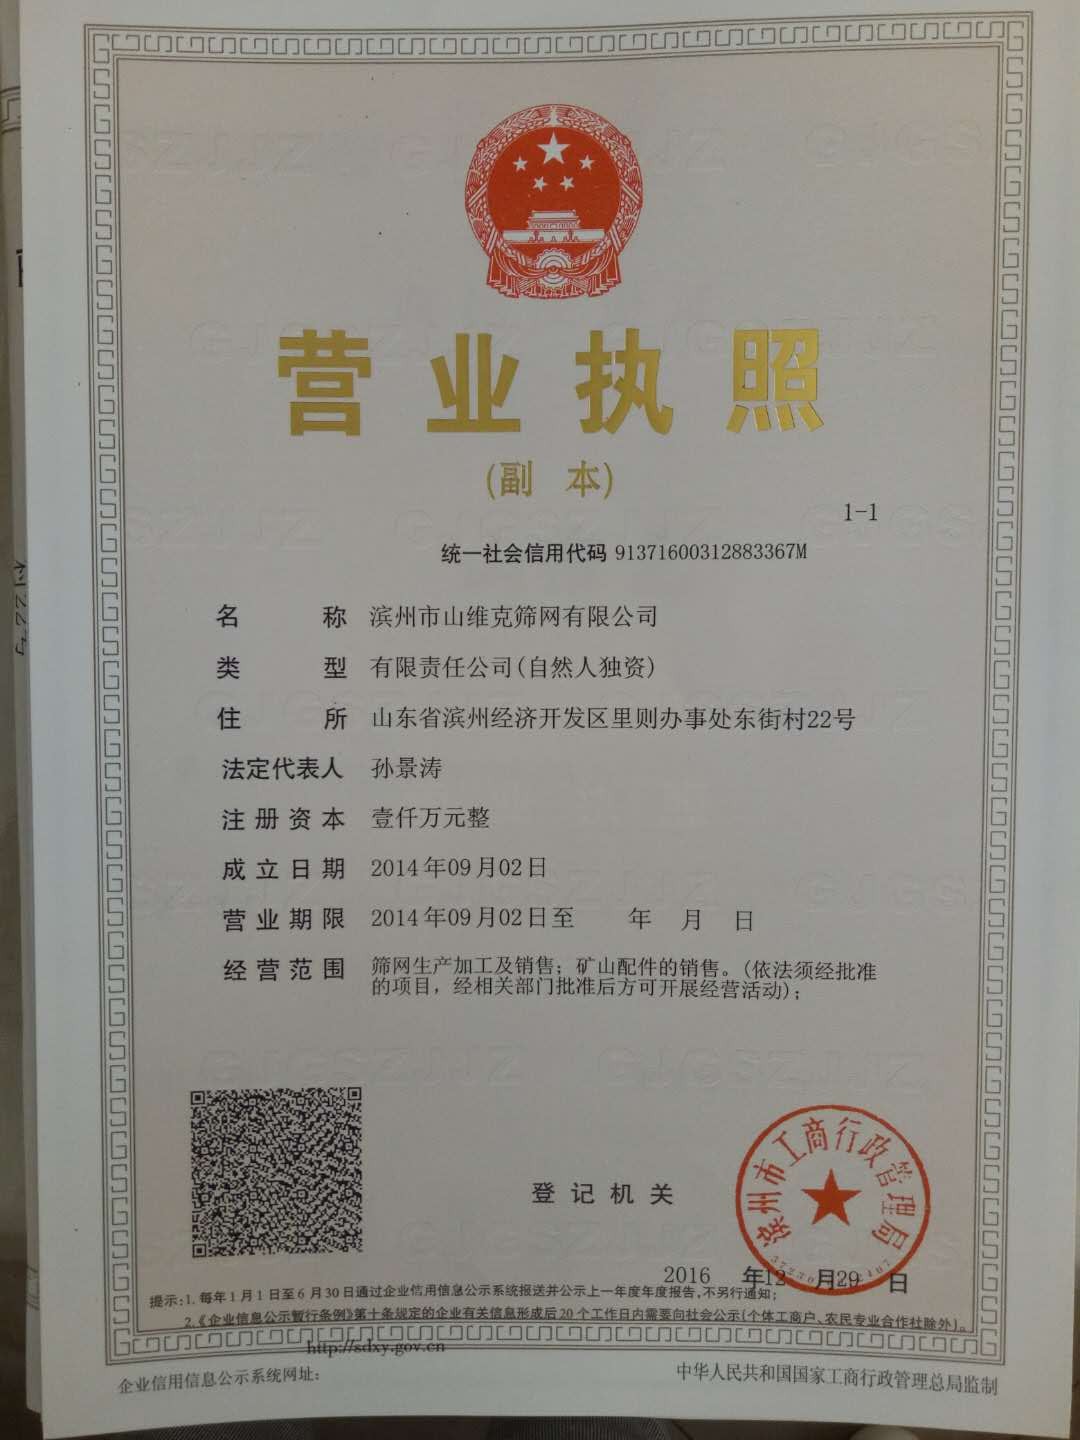 营业执照
(副 本)
1-1
统一社会信用代码 91371600312883367M
名 称 滨州市山维克筛网有限公司
类 型 有限责任公司(自然人独资)
住 所 山东省滨州经济开发区里则办事处东街村22号
法定代表人 孙景涛
注册资本 壹仟万元整
成立日期 2014年09月02日
营业期限 2014年09月02日至 年 月 日
经营范围 筛网生产加工及销售；矿山配件的销售。(依法须经批准
的项目，经相关部门批准后方可开展经营活动)；
滨州市工商行政管理局
登记机关
2016 年12 月29 日
提示:1. 每年1月1日至6月30日通过企业信用信息公示系统报送并公示上一年度年度报告,不另行通知;
2.《企业信息公示暂行条例》第十条规定的企业有关信息形成后20个工作日内需要向社会公示(个体工商户、农民专业合作社除外)。
http://sdxy.gov.cn
企业信用信息公示系统网址:
中华人民共和国国家工商行政管理总局监制